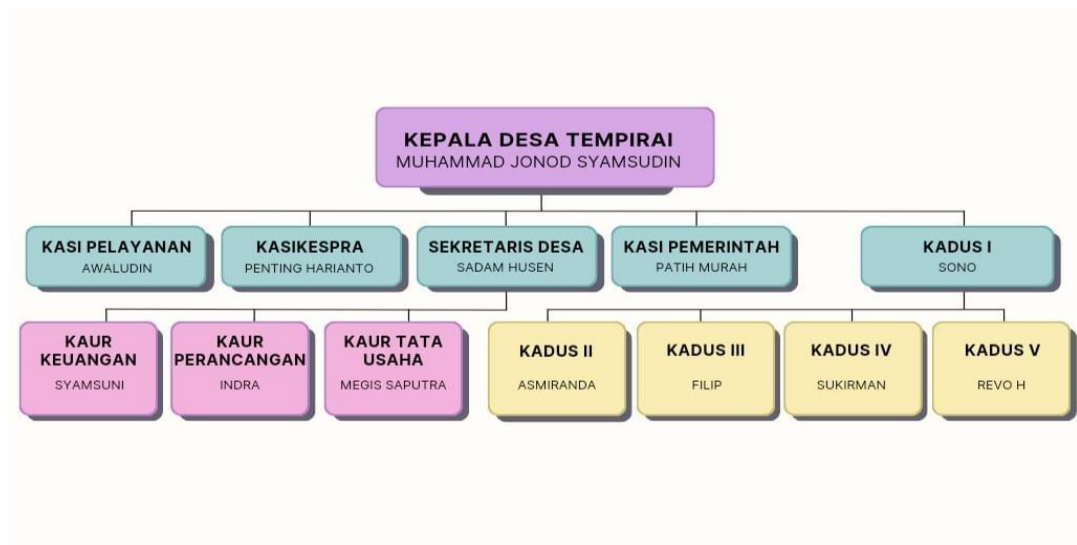 KEPALA DESA TEMPIRAI
MUHAMMAD JONOD SYAMSUDIN
KASI PELAYANAN
AWALUDIN
KASIKESPRA
PENTING HARIANTO
SEKRETARIS DESA
SADAM HUSEN
KASI PEMERINTAH
PATIH MURAH
KADUS I
SONO
KAUR
KEUANGAN
SYAMSUNI
KAUR
PERANCANGAN
INDRA
KAUR TATA
USAHA
MEGIS SAPUTRA
KADUS II
ASMIRANDA
KADUS III
FILIP
KADUS IV
SUKIRMAN
KADUS V
REVO H